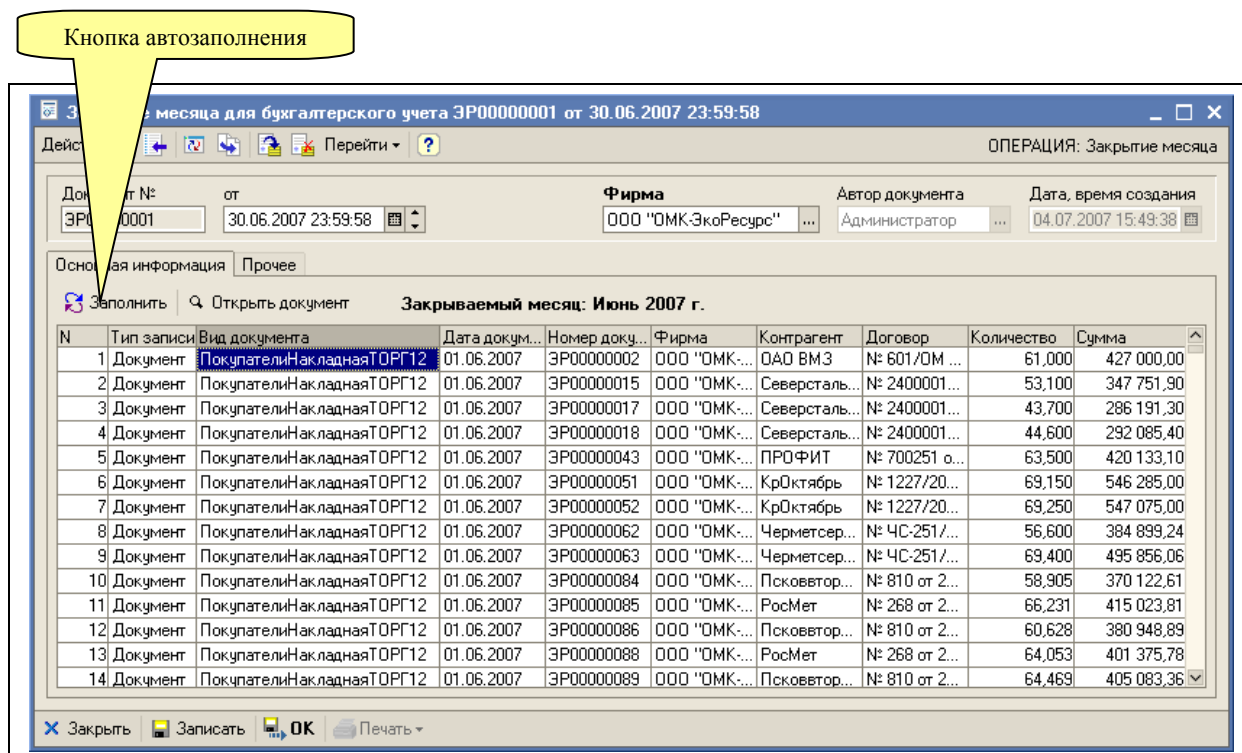 Кнопка автозаполнения
З е месяца для бухгалтерского учета ЭР00000001 от 30.06.2007 23:59:58
Дейст Перейти ? ОПЕРАЦИЯ: Закрытие месяца
До т № от Фирма Автор документа Дата, время создания
ЭР0 0001 30.06.2007 23:59:58 ООО "ОМК-ЭкоРесурс" ... Администратор ... 04.07.2007 15:49:38
Основная информация Прочее
Заполнить Открыть документ Закрываемый месяц: Июнь 2007 г.
N Тип записи Вид документа Дата докум... Номер доку... Фирма Контрагент Договор Количество Сумма
1 Документ ПокупателиНакладнаяТОРГ12 01.06.2007 ЭР00000002 ООО "ОМК-... ОАО ВМЗ № 601/ОМ ... 61,000 427 000,00
2 Документ ПокупателиНакладнаяТОРГ12 01.06.2007 ЭР00000015 ООО "ОМК-... Северсталь... № 2400001... 53,100 347 751,90
3 Документ ПокупателиНакладнаяТОРГ12 01.06.2007 ЭР00000017 ООО "ОМК-... Северсталь... № 2400001... 43,700 286 191,30
4 Документ ПокупателиНакладнаяТОРГ12 01.06.2007 ЭР00000018 ООО "ОМК-... Северсталь... № 2400001... 44,600 292 085,40
5 Документ ПокупателиНакладнаяТОРГ12 01.06.2007 ЭР00000043 ООО "ОМК-... ПРОФИТ № 700251 о... 63,500 420 133,10
6 Документ ПокупателиНакладнаяТОРГ12 01.06.2007 ЭР00000051 ООО "ОМК-... КрОктябрь № 1227/20... 69,150 546 285,00
7 Документ ПокупателиНакладнаяТОРГ12 01.06.2007 ЭР00000052 ООО "ОМК-... КрОктябрь № 1227/20... 69,250 547 075,00
8 Документ ПокупателиНакладнаяТОРГ12 01.06.2007 ЭР00000062 ООО "ОМК-... Черметсер... № ЧС-251/... 56,600 384 899,24
9 Документ ПокупателиНакладнаяТОРГ12 01.06.2007 ЭР00000063 ООО "ОМК-... Черметсер... № ЧС-251/... 69,400 495 856,06
10 Документ ПокупателиНакладнаяТОРГ12 01.06.2007 ЭР00000084 ООО "ОМК-... Псковвтор... № 810 от 2... 58,905 370 122,61
11 Документ ПокупателиНакладнаяТОРГ12 01.06.2007 ЭР00000085 ООО "ОМК-... РосМет № 268 от 2... 66,231 415 023,81
12 Документ ПокупателиНакладнаяТОРГ12 01.06.2007 ЭР00000086 ООО "ОМК-... Псковвтор... № 810 от 2... 60,628 380 948,89
13 Документ ПокупателиНакладнаяТОРГ12 01.06.2007 ЭР00000088 ООО "ОМК-... РосМет № 268 от 2... 64,053 401 375,78
14 Документ ПокупателиНакладнаяТОРГ12 01.06.2007 ЭР00000089 ООО "ОМК-... Псковвтор... № 810 от 2... 64,469 405 083,36
Закрыть Записать OK Печать